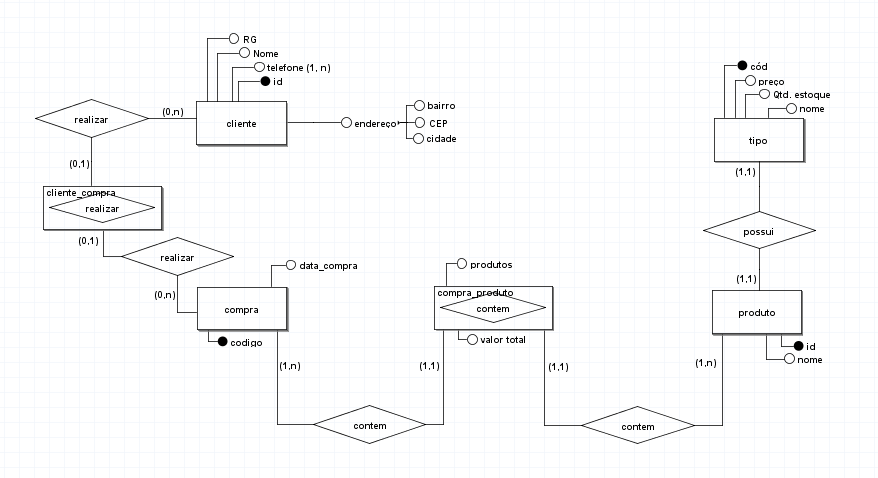 RG
Nome
telefone (1, n)
id
cliente
(0,n)
realizar
endereço
bairro
CEP
cidade
cód
preço
Qtd. estoque
nome
tipo
(1,1)
possui
(1,1)
produto
id
nome
(0,1)
cliente_compra
realizar
(0,1)
realizar
(0,n)
data_compra
compra
codigo
(1,n)
contem
(1,1)
produtos
compra_produto
contem
valor total
(1,1)
contem
(1,n)